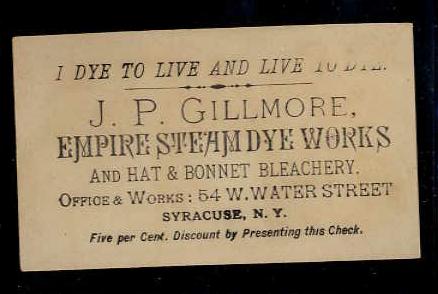 I DYE TO LIVE AND LIVE TO DYE.
J. P. GILLMORE,
EMPIRE STEAM DYE WORKS
AND HAT & BONNET BLEACHERY.
OFFICE & WORKS: 54 W. WATER STREET
SYRACUSE, N. Y.
Five per Cent. Discount by Presenting this Check.